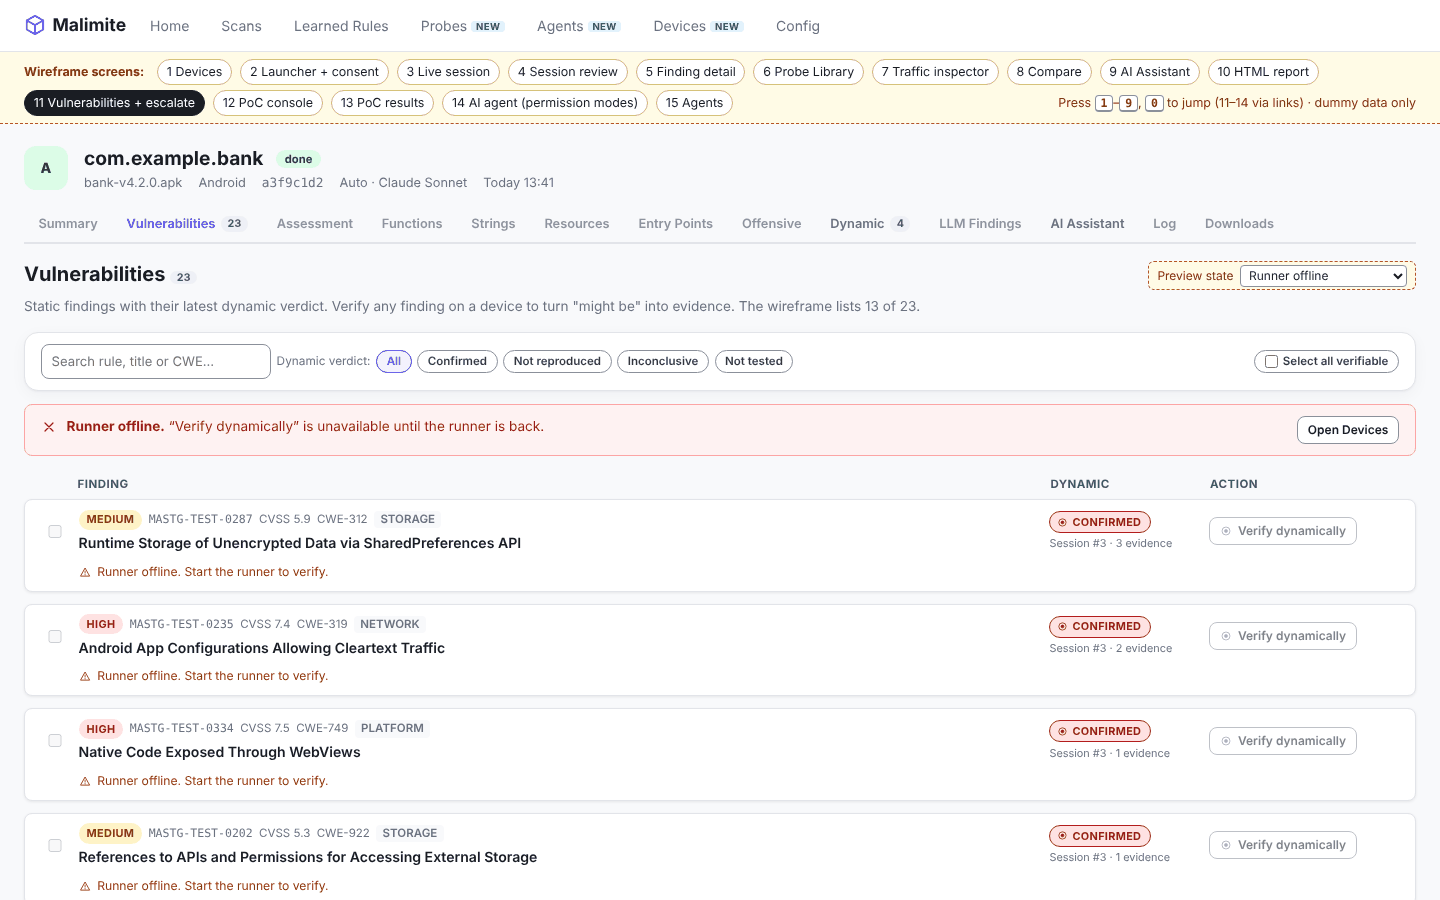 Malimite Home Scans Learned Rules Probes NEW Agents NEW Devices NEW Config
Wireframe screens: 1 Devices 2 Launcher + consent 3 Live session 4 Session review 5 Finding detail 6 Probe Library 7 Traffic inspector 8 Compare 9 AI Assistant 10 HTML report
11 Vulnerabilities + escalate 12 PoC console 13 PoC results 14 AI agent (permission modes) 15 Agents Press 1–9, 0 to jump (11–14 via links) · dummy data only
A
com.example.bank done
bank-v4.2.0.apk Android a3f9c1d2 Auto · Claude Sonnet Today 13:41
Summary Vulnerabilities 23 Assessment Functions Strings Resources Entry Points Offensive Dynamic 4 LLM Findings AI Assistant Log Downloads
Vulnerabilities 23
Preview state Runner offline
Static findings with their latest dynamic verdict. Verify any finding on a device to turn "might be" into evidence. The wireframe lists 13 of 23.
Search rule, title or CWE... Dynamic verdict: All Confirmed Not reproduced Inconclusive Not tested Select all verifiable
Runner offline. “Verify dynamically” is unavailable until the runner is back. Open Devices
FINDING DYNAMIC ACTION
MEDIUM MASTG-TEST-0287 CVSS 5.9 CWE-312 STORAGE
Runtime Storage of Unencrypted Data via SharedPreferences API
Runner offline. Start the runner to verify.
CONFIRMED
Session #3 · 3 evidence
Verify dynamically
HIGH MASTG-TEST-0235 CVSS 7.4 CWE-319 NETWORK
Android App Configurations Allowing Cleartext Traffic
Runner offline. Start the runner to verify.
CONFIRMED
Session #3 · 2 evidence
Verify dynamically
HIGH MASTG-TEST-0334 CVSS 7.5 CWE-749 PLATFORM
Native Code Exposed Through WebViews
Runner offline. Start the runner to verify.
CONFIRMED
Session #3 · 1 evidence
Verify dynamically
MEDIUM MASTG-TEST-0202 CVSS 5.3 CWE-922 STORAGE
References to APIs and Permissions for Accessing External Storage
Runner offline. Start the runner to verify.
CONFIRMED
Session #3 · 1 evidence
Verify dynamically